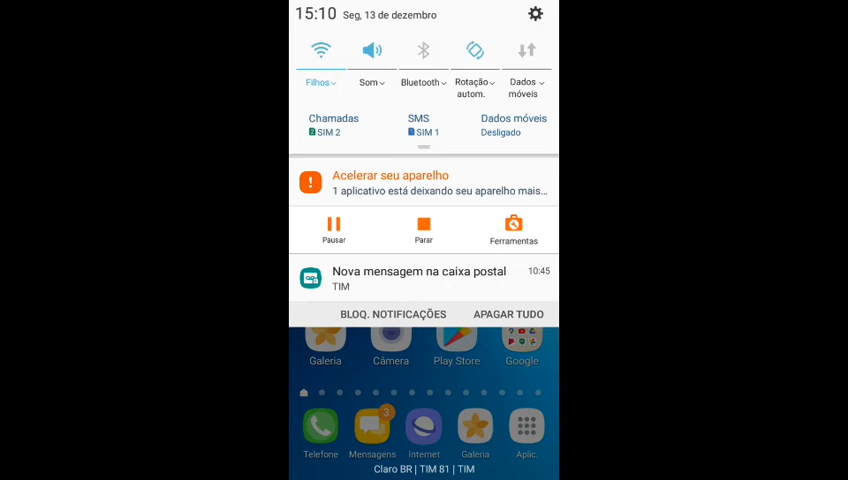 15:10 Seg, 13 de dezembro
Filhos Som Bluetooth Rotação autom. Dados móveis
Chamadas SMS Dados móveis
2 SIM 2 1 SIM 1 Desligado
Acelerar seu aparelho
1 aplicativo está deixando seu aparelho mais...
Pausar Parar Ferramentas
Nova mensagem na caixa postal 10:45
TIM
BLOQ. NOTIFICAÇÕES APAGAR TUDO
Galeria Câmera Play Store Google
3
Telefone Mensagens Internet Galeria Aplic.
Claro BR | TIM 81 | TIM